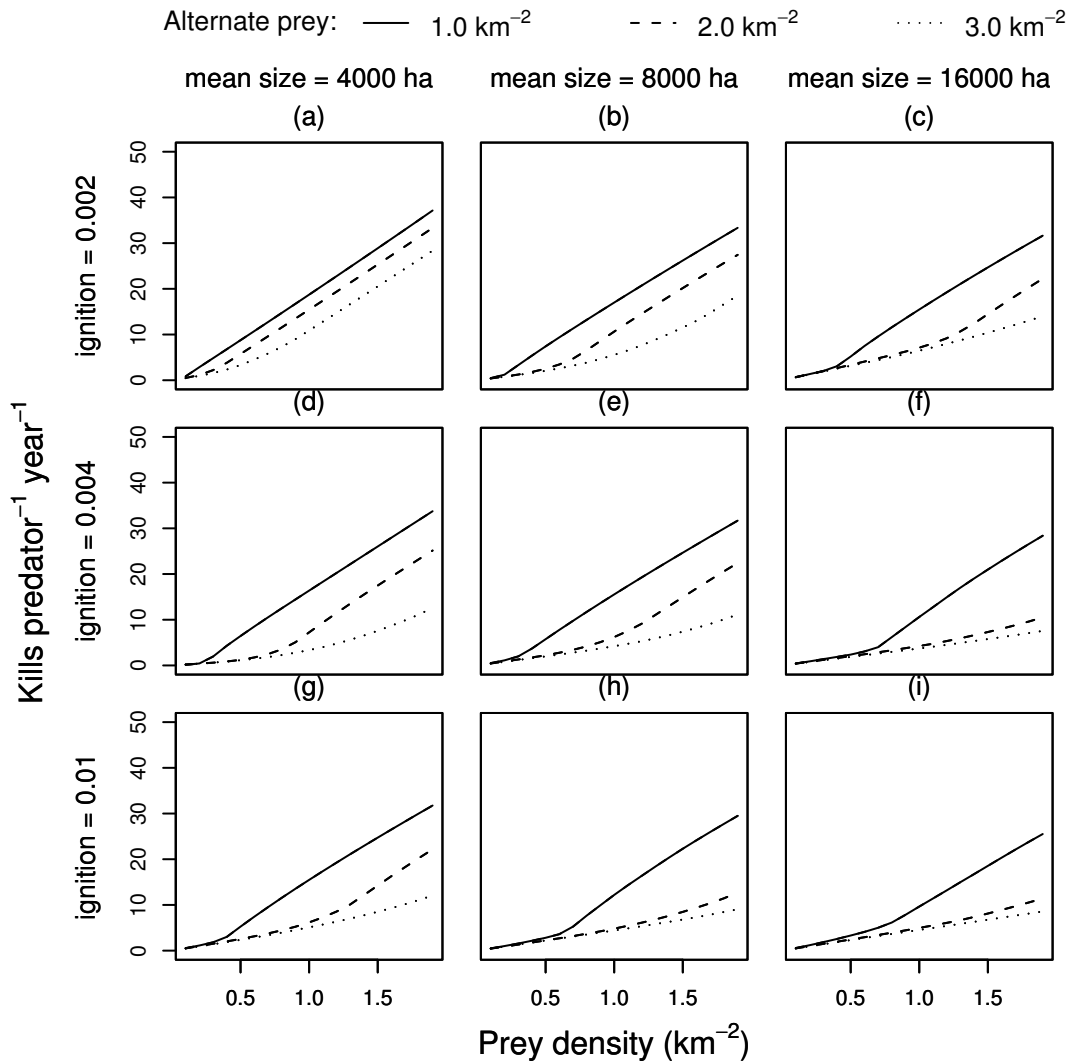 Alternate prey: 1.0 km⁻² 2.0 km⁻² 3.0 km⁻²
mean size = 4000 ha mean size = 8000 ha mean size = 16000 ha
(a) (b) (c)
ignition = 0.002
50
40
30
20
10
0
(d) (e) (f)
Kills predator⁻¹ year⁻¹
ignition = 0.004
50
40
30
20
10
0
(g) (h) (i)
ignition = 0.01
50
40
30
20
10
0
0.5 1.0 1.5 0.5 1.0 1.5 0.5 1.0 1.5
Prey density (km⁻²)